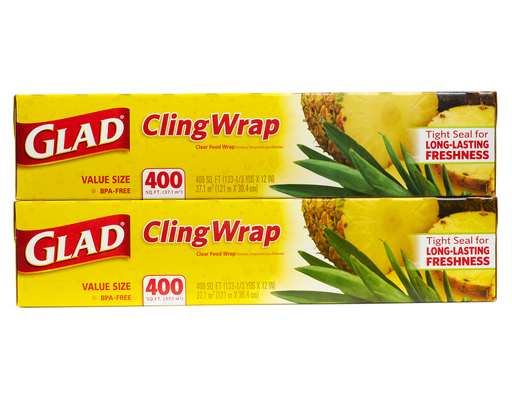 GLAD®
ClingWrap
Clear Food Wrap
VALUE SIZE
BPA-FREE
400
SQ.FT. (37.1 m²)
400 SQ. FT (133-1/3 YDS X 12 IN)
37.1 m² (121 m X 30.4 cm)
Tight Seal for
LONG-LASTING
FRESHNESS
GLAD®
ClingWrap
Clear Food Wrap
VALUE SIZE
BPA-FREE
400
SQ.FT. (37.1 m²)
400 SQ. FT (133-1/3 YDS X 12 IN)
37.1 m² (121 m X 30.4 cm)
Tight Seal for
LONG-LASTING
FRESHNESS